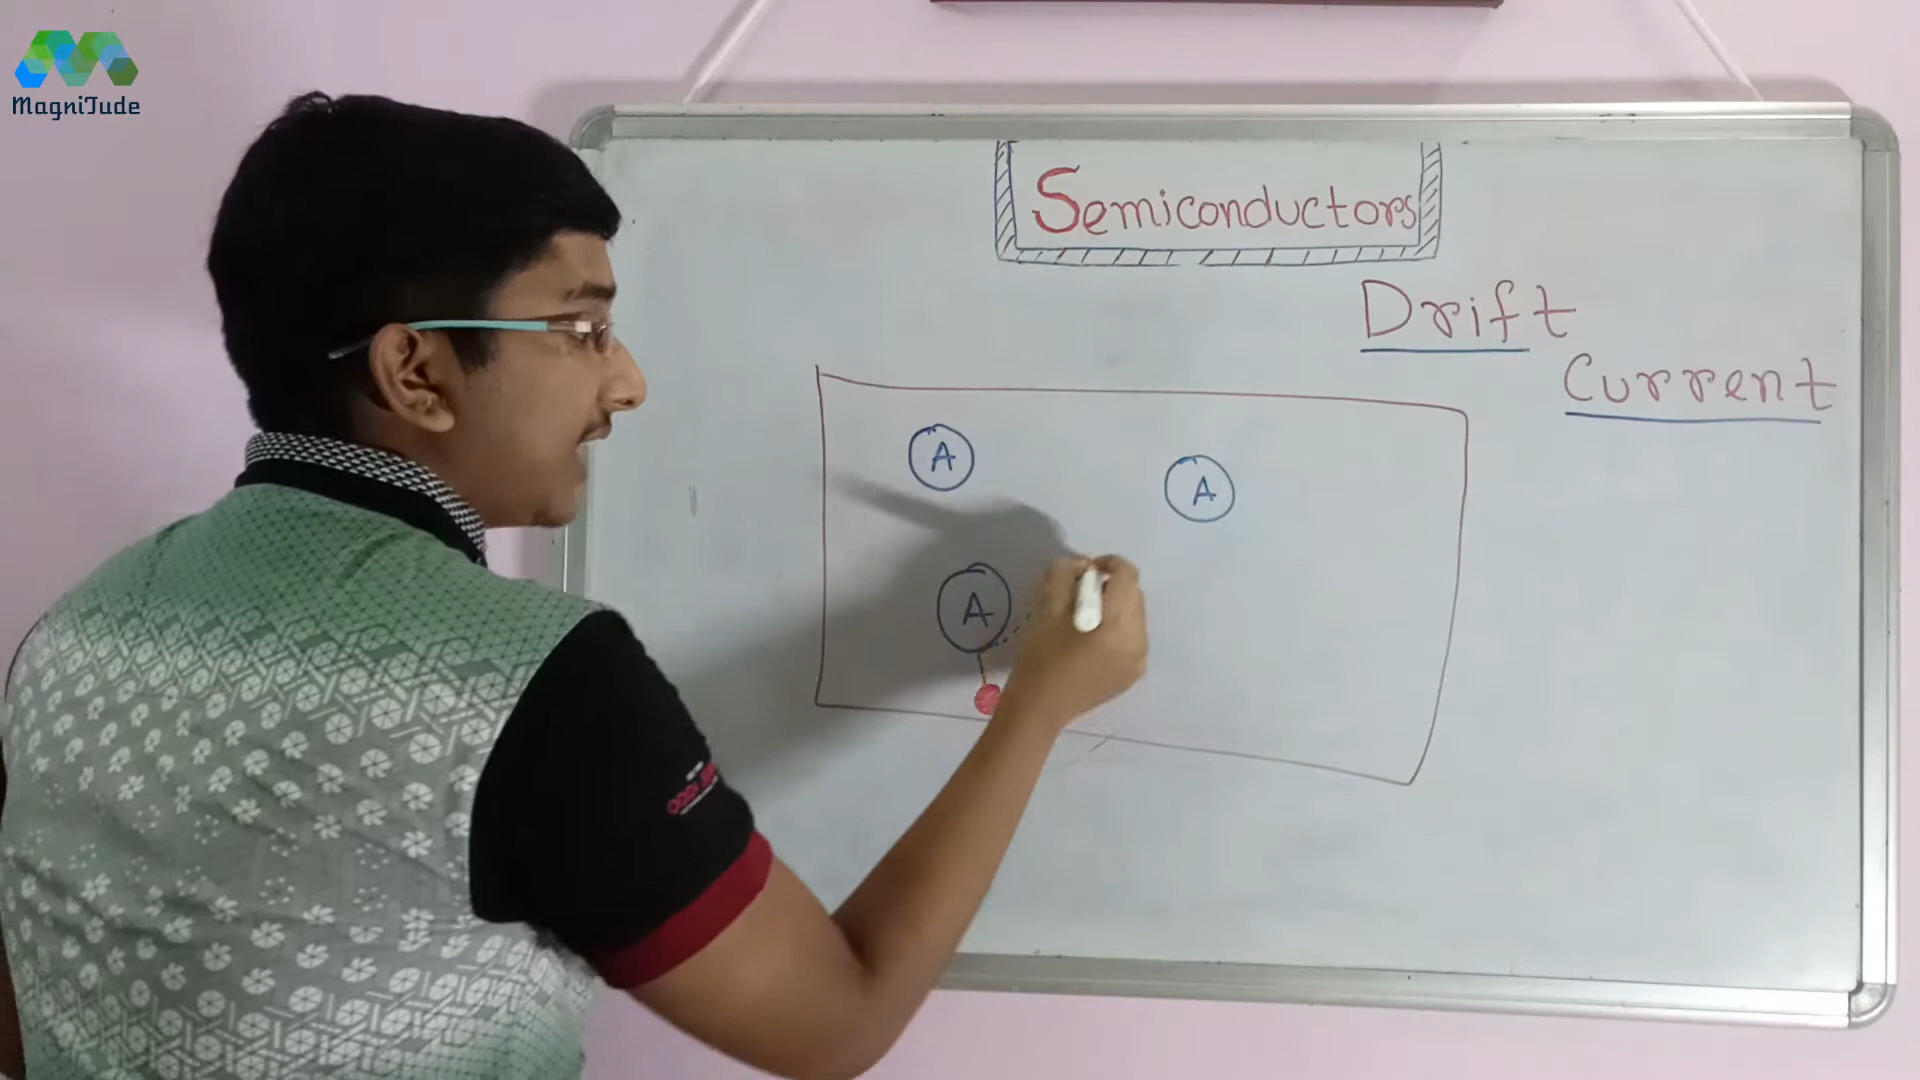 MagniTude
Semiconductors
Drift
Current
A
A
A